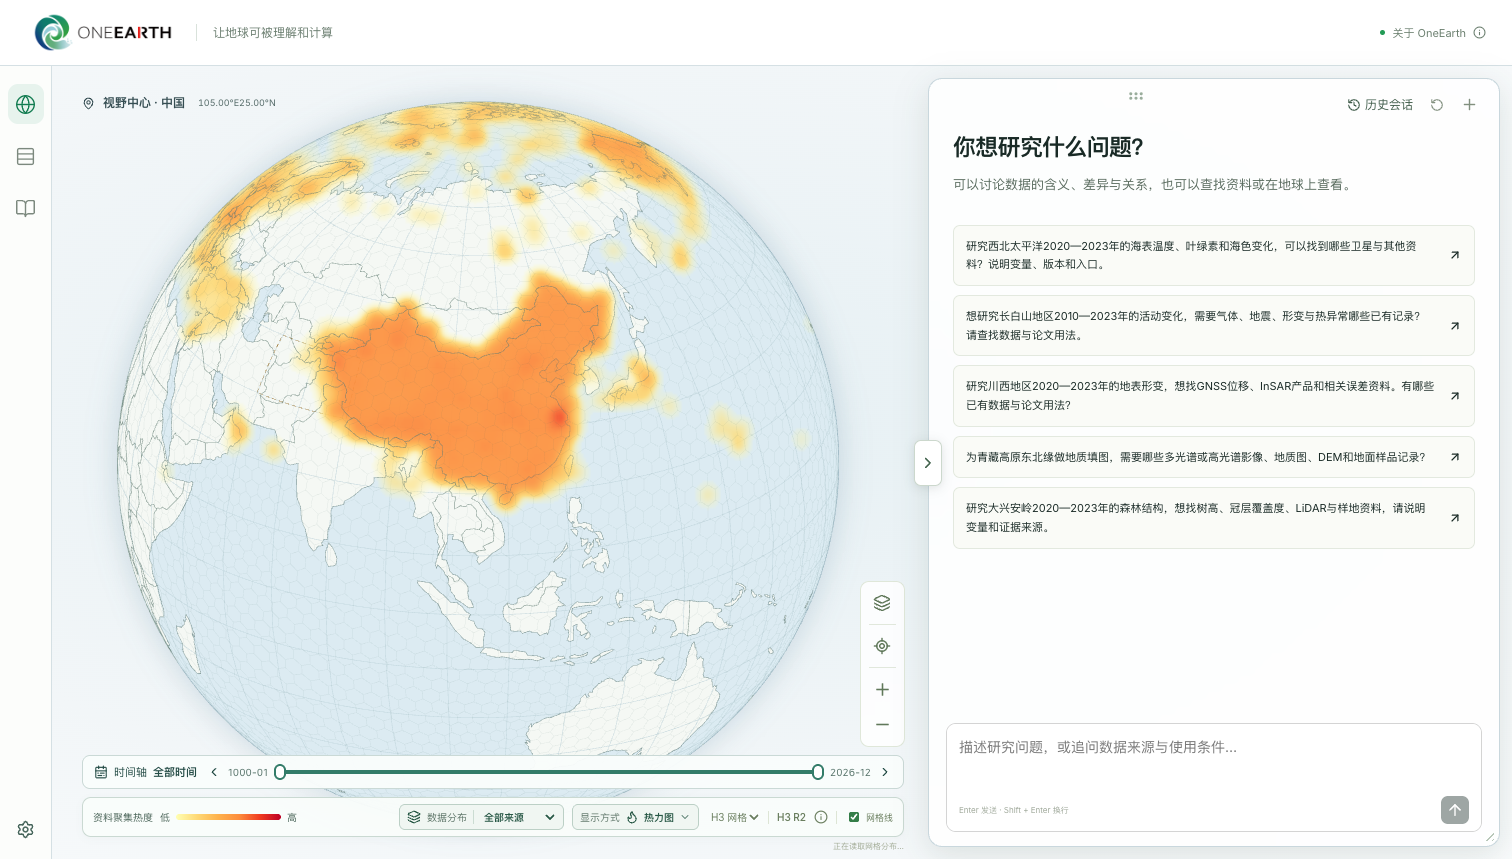 ONEEARTH
让地球可被理解和计算
关于 OneEarth
视野中心 · 中国 105.00°E25.00°N
历史会话
你想研究什么问题?
可以讨论数据的含义、差异与关系，也可以查找资料或在地球上查看。
研究西北太平洋2020—2023年的海表温度、叶绿素和海色变化，可以找到哪些卫星与其他资
料？说明变量、版本和入口。
想研究长白山地区2010—2023年的活动变化，需要气体、地震、形变与热异常哪些已有记录？
请查找数据与论文用法。
研究川西地区2020—2023年的地表形变，想找GNSS位移、InSAR产品和相关误差资料。有哪些
已有数据与论文用法？
为青藏高原东北缘做地质填图，需要哪些多光谱或高光谱影像、地质图、DEM和地面样品记录？
研究大兴安岭2020—2023年的森林结构，想找树高、冠层覆盖度、LiDAR与样地资料，请说明
变量和证据来源。
描述研究问题，或追问数据来源与使用条件...
Enter 发送 · Shift + Enter 换行
时间轴 全部时间 1000-01 2026-12
资料聚集热度 低 高 数据分布 全部来源 显示方式 热力图 H3 网格 H3 R2 网格线
正在读取网格分布...